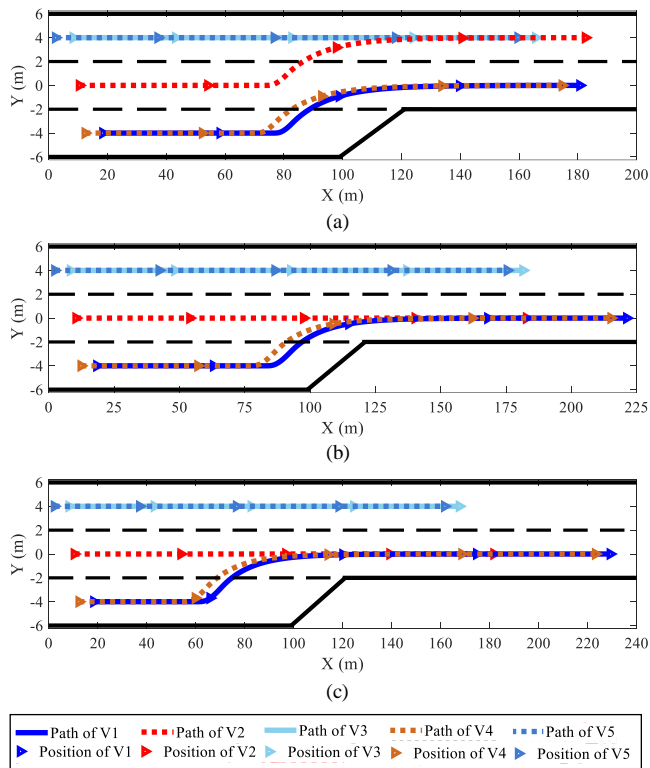 (a)
6
4
2
0
-2
-4
-6
Y (m)
0 20 40 60 80 100 120 140 160 180 200
X (m)
(a)
6
4
2
0
-2
-4
-6
Y (m)
0 25 50 75 100 125 150 175 200 225
X (m)
(b)
6
4
2
0
-2
-4
-6
Y (m)
0 20 40 60 80 100 120 140 160 180 200 220 240
X (m)
(c)
Path of V1 Path of V2 Path of V3 Path of V4 Path of V5
Position of V1 Position of V2 Position of V3 Position of V4 Position of V5